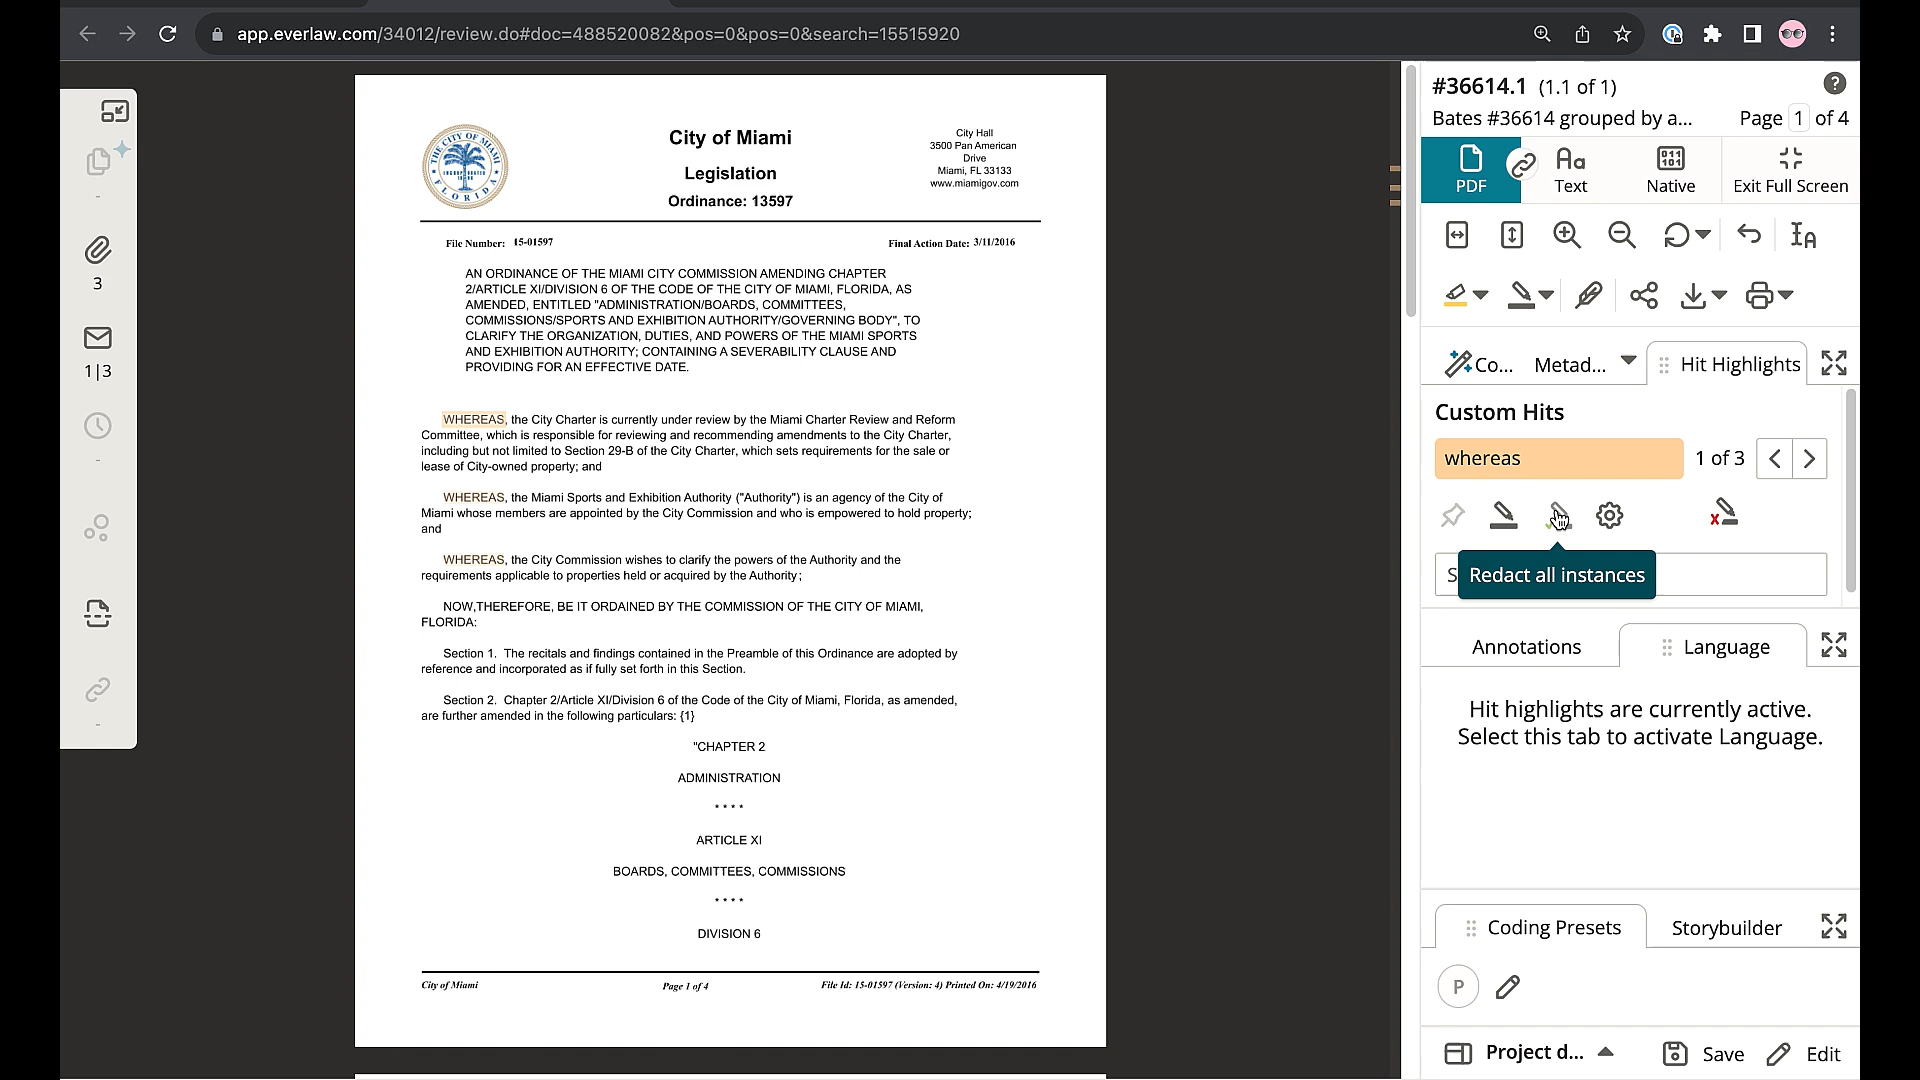 app.everlaw.com/34012/review.do#doc=488520082&pos=0&pos=0&search=15515920
-
3
1|3
-
-
THE CITY OF MIAMI
INCORPORATED
18 96
FLORIDA
City of Miami
Legislation
Ordinance: 13597
City Hall
3500 Pan American
Drive
Miami, FL 33133
www.miamigov.com
File Number: 15-01597
Final Action Date: 3/11/2016
AN ORDINANCE OF THE MIAMI CITY COMMISSION AMENDING CHAPTER
2/ARTICLE XI/DIVISION 6 OF THE CODE OF THE CITY OF MIAMI, FLORIDA, AS
AMENDED, ENTITLED "ADMINISTRATION/BOARDS, COMMITTEES,
COMMISSIONS/SPORTS AND EXHIBITION AUTHORITY/GOVERNING BODY", TO
CLARIFY THE ORGANIZATION, DUTIES, AND POWERS OF THE MIAMI SPORTS
AND EXHIBITION AUTHORITY; CONTAINING A SEVERABILITY CLAUSE AND
PROVIDING FOR AN EFFECTIVE DATE.
WHEREAS, the City Charter is currently under review by the Miami Charter Review and Reform
Committee, which is responsible for reviewing and recommending amendments to the City Charter,
including but not limited to Section 29-B of the City Charter, which sets requirements for the sale or
lease of City-owned property; and
WHEREAS, the Miami Sports and Exhibition Authority ("Authority") is an agency of the City of
Miami whose members are appointed by the City Commission and who is empowered to hold property;
and
WHEREAS, the City Commission wishes to clarify the powers of the Authority and the
requirements applicable to properties held or acquired by the Authority;
NOW,THEREFORE, BE IT ORDAINED BY THE COMMISSION OF THE CITY OF MIAMI,
FLORIDA:
Section 1. The recitals and findings contained in the Preamble of this Ordinance are adopted by
reference and incorporated as if fully set forth in this Section.
Section 2. Chapter 2/Article XI/Division 6 of the Code of the City of Miami, Florida, as amended,
are further amended in the following particulars: {1}
"CHAPTER 2
ADMINISTRATION
* * * *
ARTICLE XI
BOARDS, COMMITTEES, COMMISSIONS
* * * *
DIVISION 6
City of Miami
Page 1 of 4
File Id: 15-01597 (Version: 4) Printed On: 4/19/2016
#36614.1 (1.1 of 1)
Bates #36614 grouped by a...
Page 1 of 4
PDF
Text
Native
Exit Full Screen
Co...
Metad...
Hit Highlights
Custom Hits
whereas
1 of 3
S
Redact all instances
Annotations
Language
Hit highlights are currently active.
Select this tab to activate Language.
Coding Presets
Storybuilder
P
Project d...
Save
Edit